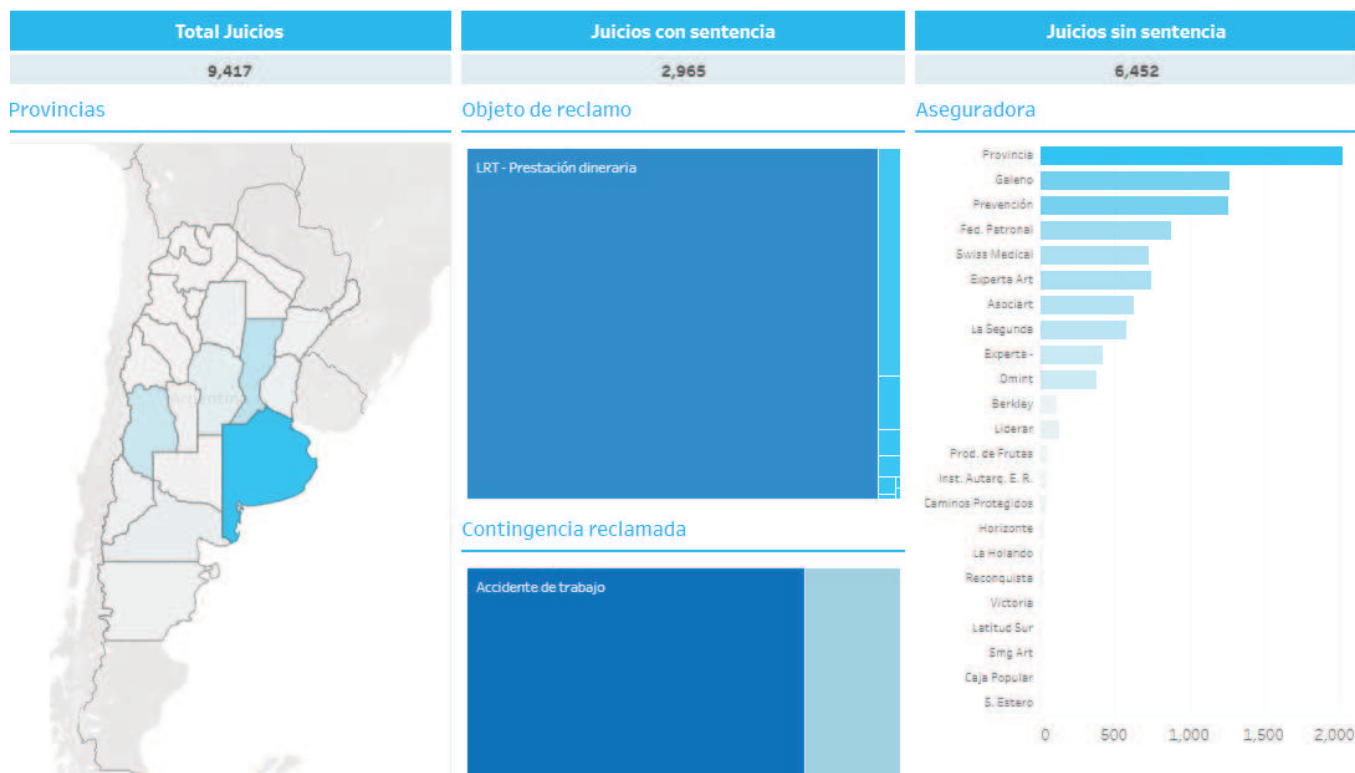 Total Juicios
9,417
Juicios con sentencia
2,965
Juicios sin sentencia
6,452
Provincias
Argentina
Objeto de reclamo
LRT - Prestación dineraria
Contingencia reclamada
Accidente de trabajo
Aseguradora
Provincia
Galeno
Prevención
Fed. Patronal
Swiss Medical
Experta Art
Asociart
La Segunda
Experta -
Omint
Berkley
Liderar
Prod. de Frutas
Inst. Autarq. E. R.
Caminos Protegidos
Horizonte
La Holando
Reconquista
Victoria
Latitud Sur
Smg Art
Caja Popular
S. Estero
0 500 1,000 1,500 2,000